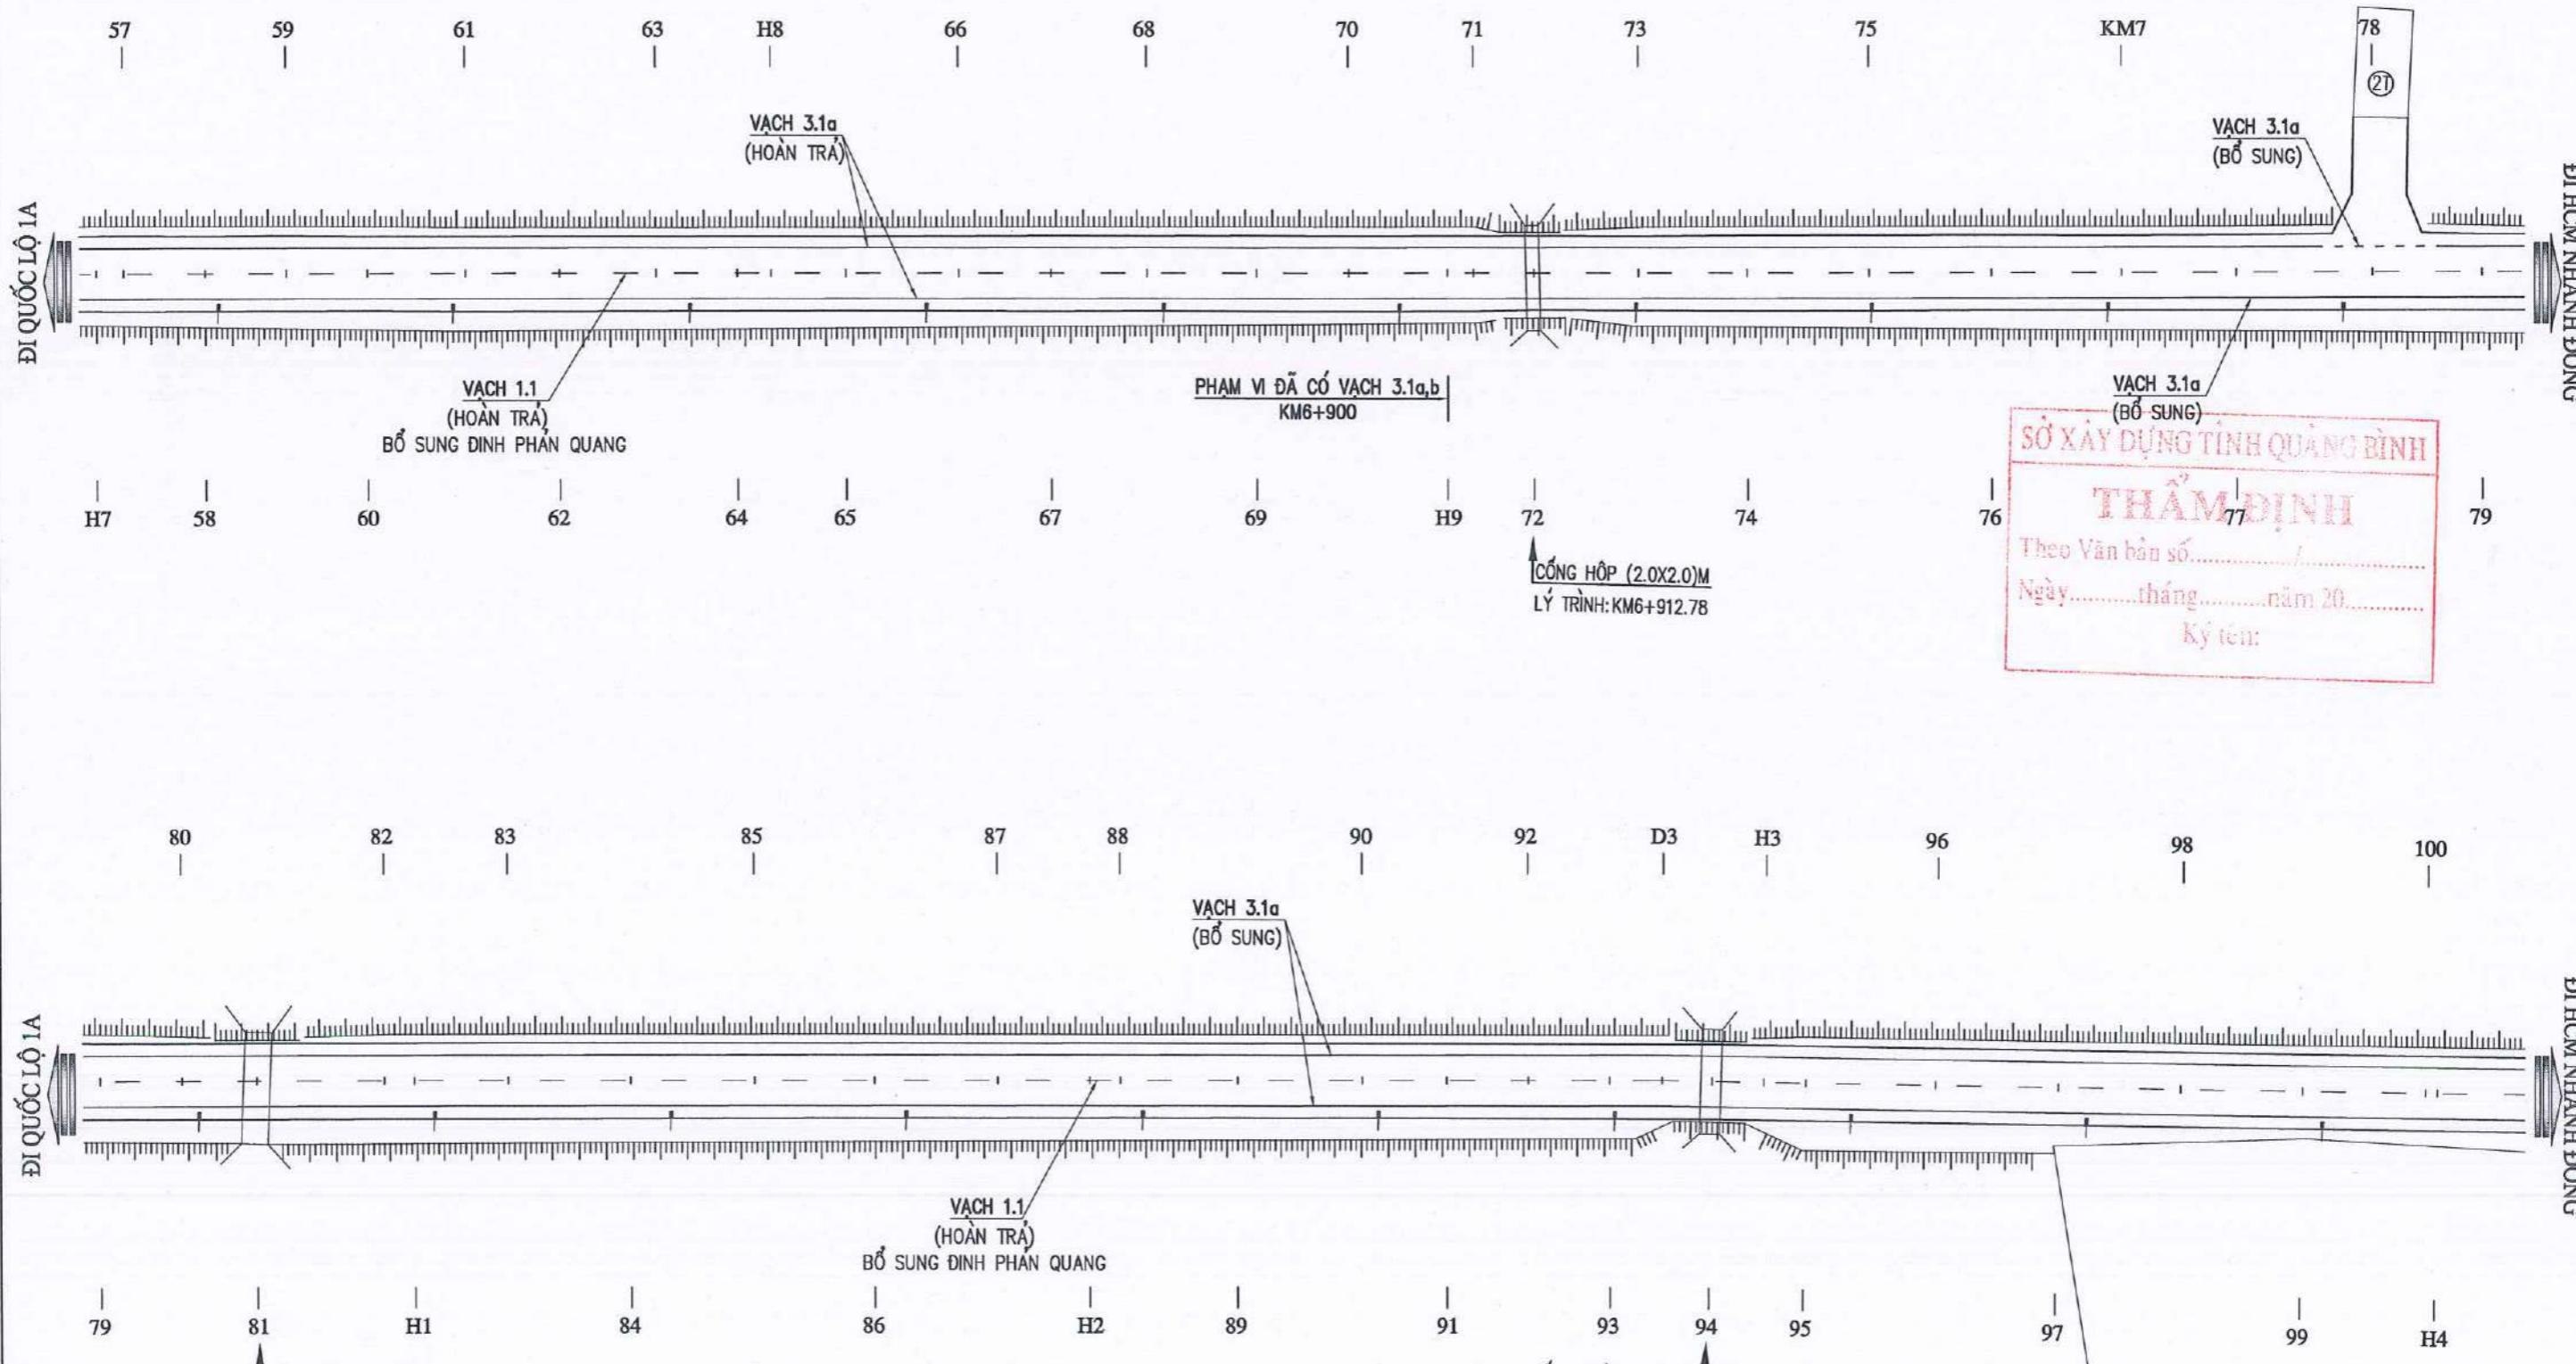 57 59 61 63 H8 66 68 70 71 73 75 KM7 78
21
VẠCH 3.1a
(HOÀN TRẢ)
VẠCH 3.1a
(BỔ SUNG)
ĐI QUỐC LỘ 1A
ĐI HCM NHÁNH ĐÔNG
VẠCH 1.1
(HOÀN TRẢ)
BỔ SUNG ĐINH PHẢN QUANG
PHẠM VI ĐÃ CÓ VẠCH 3.1a,b
KM6+900
VẠCH 3.1a
(BỔ SUNG)
SỞ XÂY DỰNG TỈNH QUẢNG BÌNH
THẨM ĐỊNH
Theo Văn bản số............../..................
Ngày..........tháng..........năm 20............
Ký tên:
H7 58 60 62 64 65 67 69 H9 72 74 76 77 79
CỐNG HỘP (2.0X2.0)M
LÝ TRÌNH:KM6+912.78
80 82 83 85 87 88 90 92 D3 H3 96 98 100
VẠCH 3.1a
(BỔ SUNG)
ĐI QUỐC LỘ 1A
ĐI HCM NHÁNH ĐÔNG
VẠCH 1.1
(HOÀN TRẢ)
BỔ SUNG ĐINH PHẢN QUANG
79 81 H1 84 86 H2 89 91 93 94 95 97 99 H4